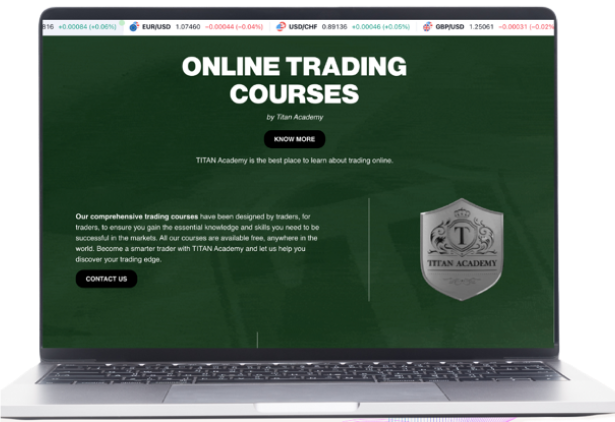 816 +0.00064 (+0.06%) EUR/USD 1.07460 −0.00044 (−0.04%) USD/CHF 0.89136 +0.00046 (+0.05%) GBP/USD 1.25061 −0.00031 (−0.02%
ONLINE TRADING
COURSES
by Titan Academy
KNOW MORE
TITAN Academy is the best place to learn about trading online.
Our comprehensive trading courses have been designed by traders, for
traders, to ensure you gain the essential knowledge and skills you need to be
successful in the markets. All our courses are available free, anywhere in the
world. Become a smarter trader with TITAN Academy and let us help you
discover your trading edge.
CONTACT US
T
TITAN ACADEMY